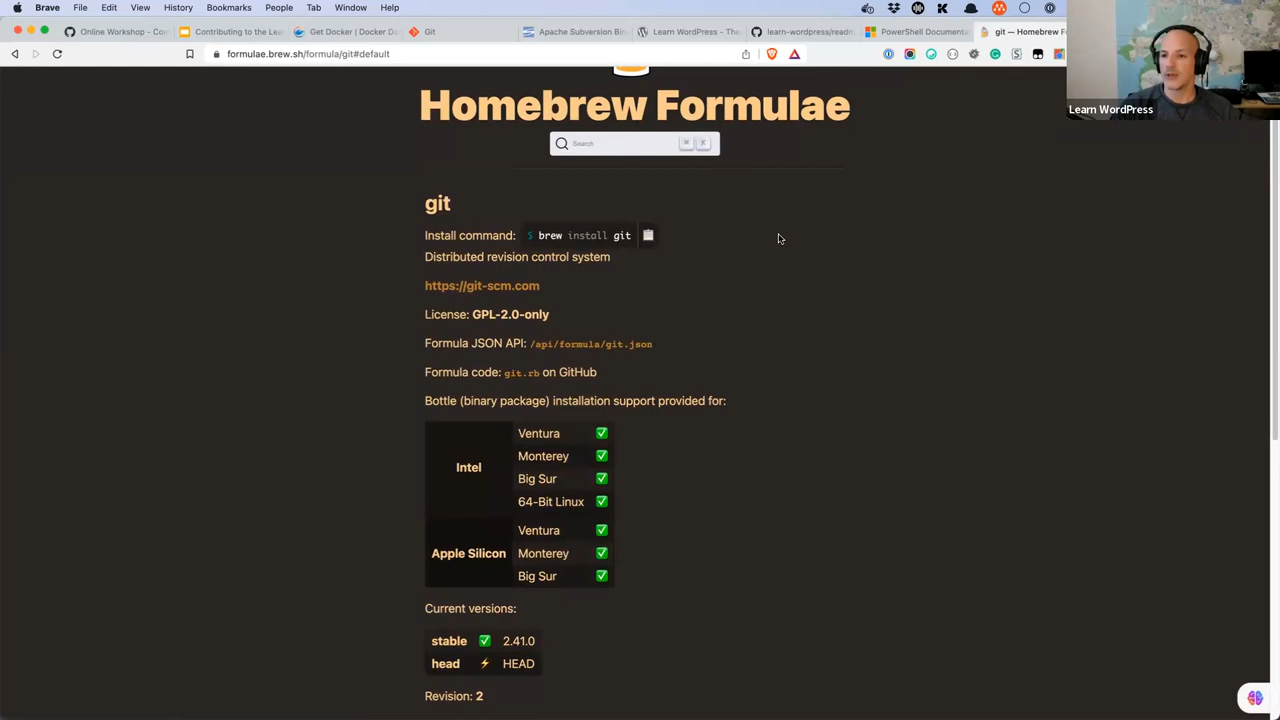 Brave File Edit View History Bookmarks People Tab Window Help
Online Workshop - Con
Contributing to the Lear
Get Docker | Docker Do
Git
Apache Subversion Bin
Learn WordPress - The
learn-wordpress/readm
PowerShell Documenta
git — Homebrew F
formulae.brew.sh/formula/git#default
Learn WordPress
Homebrew Formulae
Search ⌘ K
git
Install command: $ brew install git
Distributed revision control system
https://git-scm.com
License: GPL-2.0-only
Formula JSON API: /api/formula/git.json
Formula code: git.rb on GitHub
Bottle (binary package) installation support provided for:
Intel
Ventura ✅
Monterey ✅
Big Sur ✅
64-Bit Linux ✅
Apple Silicon
Ventura ✅
Monterey ✅
Big Sur ✅
Current versions:
stable ✅ 2.41.0
head ⚡ HEAD
Revision: 2